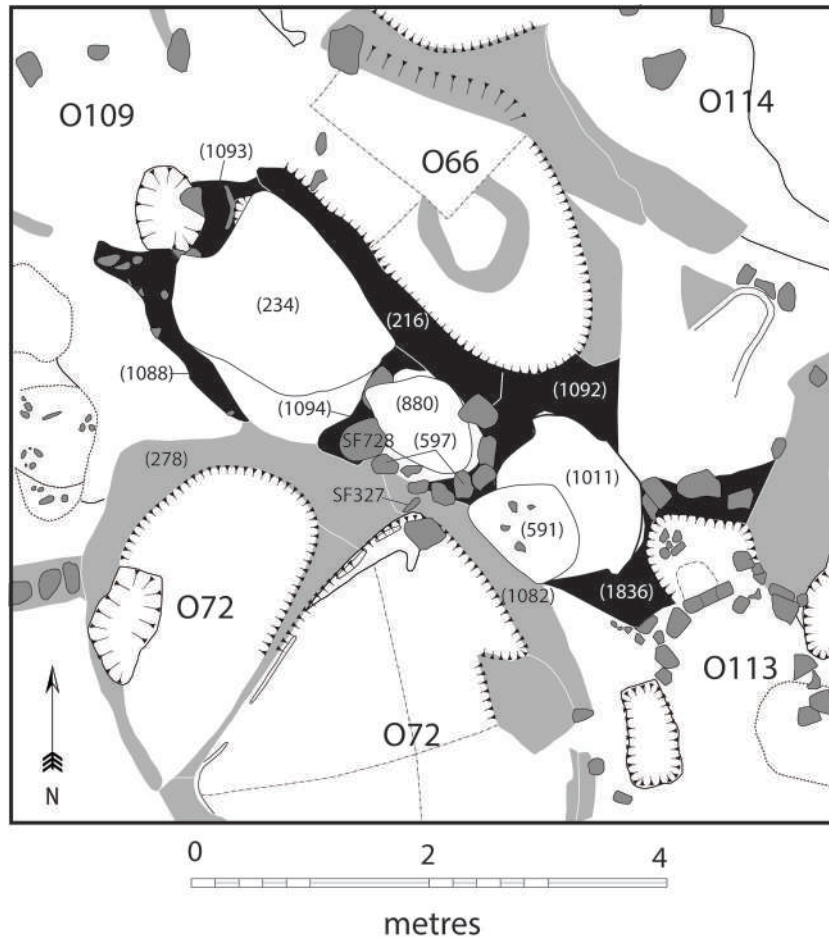 O109
O114
(1093)
O66
(234)
(216)
(1088)
(1092)
(1094)
(880)
SF728
(597)
(278)
(1011)
SF327
(591)
O72
(1082)
(1836)
O113
O72
N
0 2 4
metres